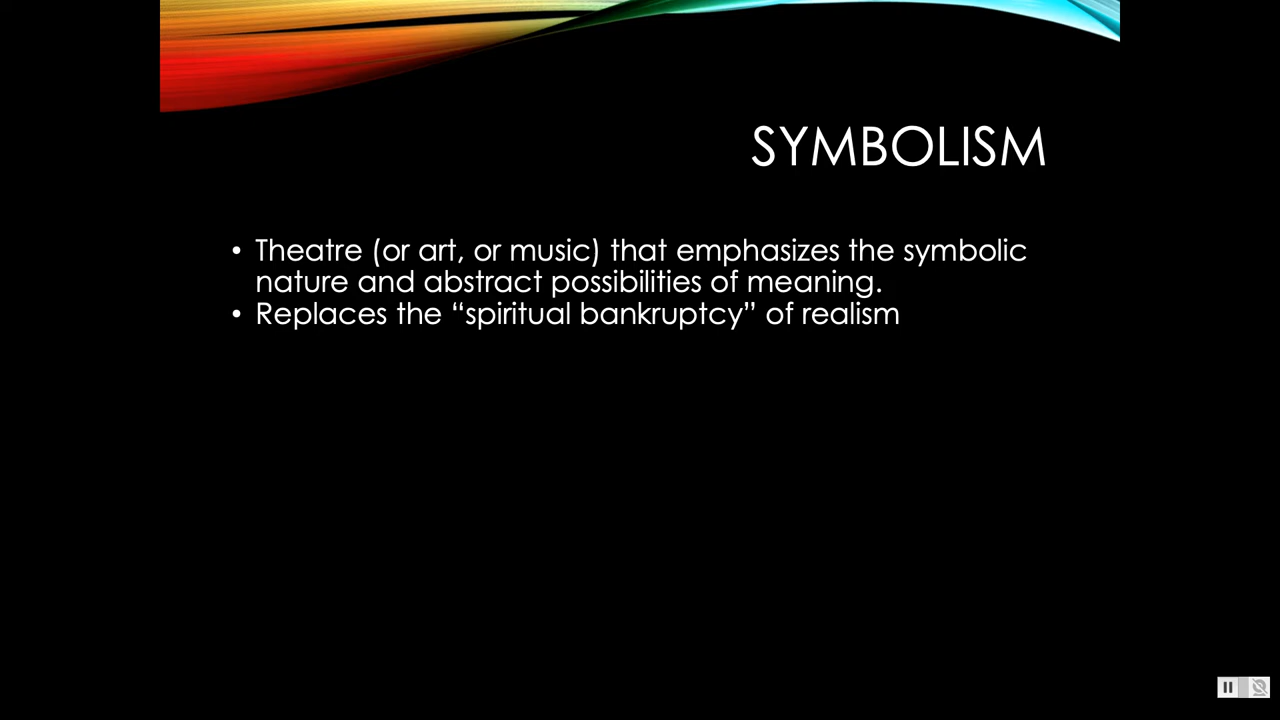 SYMBOLISM
• Theatre (or art, or music) that emphasizes the symbolic
nature and abstract possibilities of meaning.
• Replaces the “spiritual bankruptcy” of realism